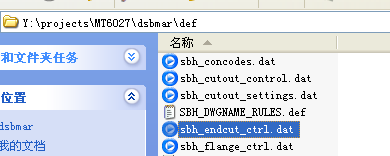 Y:\projects\MT6027\dsbmar\def
名称
和文件夹任务
位置
dsbmar
我的文档
sbh_concodes.dat
sbh_cutout_control.dat
sbh_cutout_settings.dat
SBH_DWGNAME_RULES.def
sbh_endcut_ctrl.dat
sbh_flange_ctrl.dat